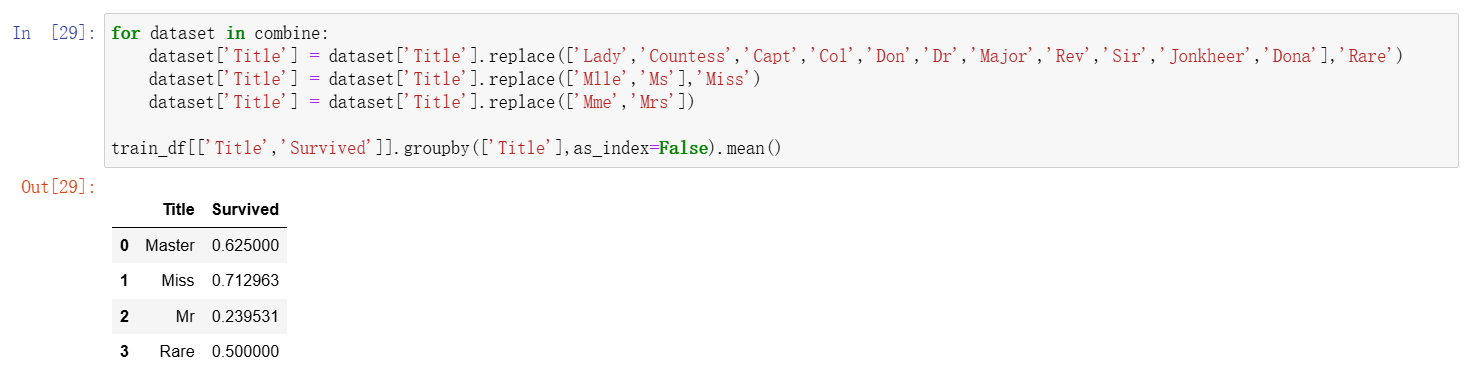 In [29]: for dataset in combine:
dataset['Title'] = dataset['Title'].replace(['Lady','Countess','Capt','Col','Don','Dr','Major','Rev','Sir','Jonkheer','Dona'],'Rare')
dataset['Title'] = dataset['Title'].replace(['Mlle','Ms'],'Miss')
dataset['Title'] = dataset['Title'].replace(['Mme','Mrs'])
train_df[['Title','Survived']].groupby(['Title'],as_index=False).mean()
Out[29]:
Title Survived
0 Master 0.625000
1 Miss 0.712963
2 Mr 0.239531
3 Rare 0.500000